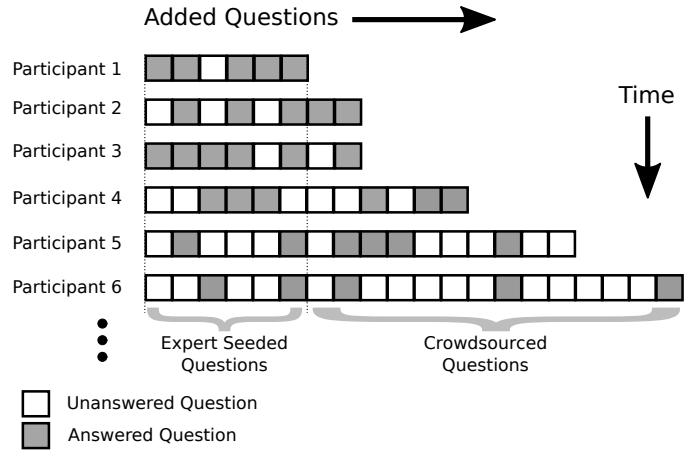 Added Questions
Participant 1
Participant 2
Time
Participant 3
Participant 4
Participant 5
Participant 6
Expert Seeded
Questions
Crowdsourced
Questions
Unanswered Question
Answered Question